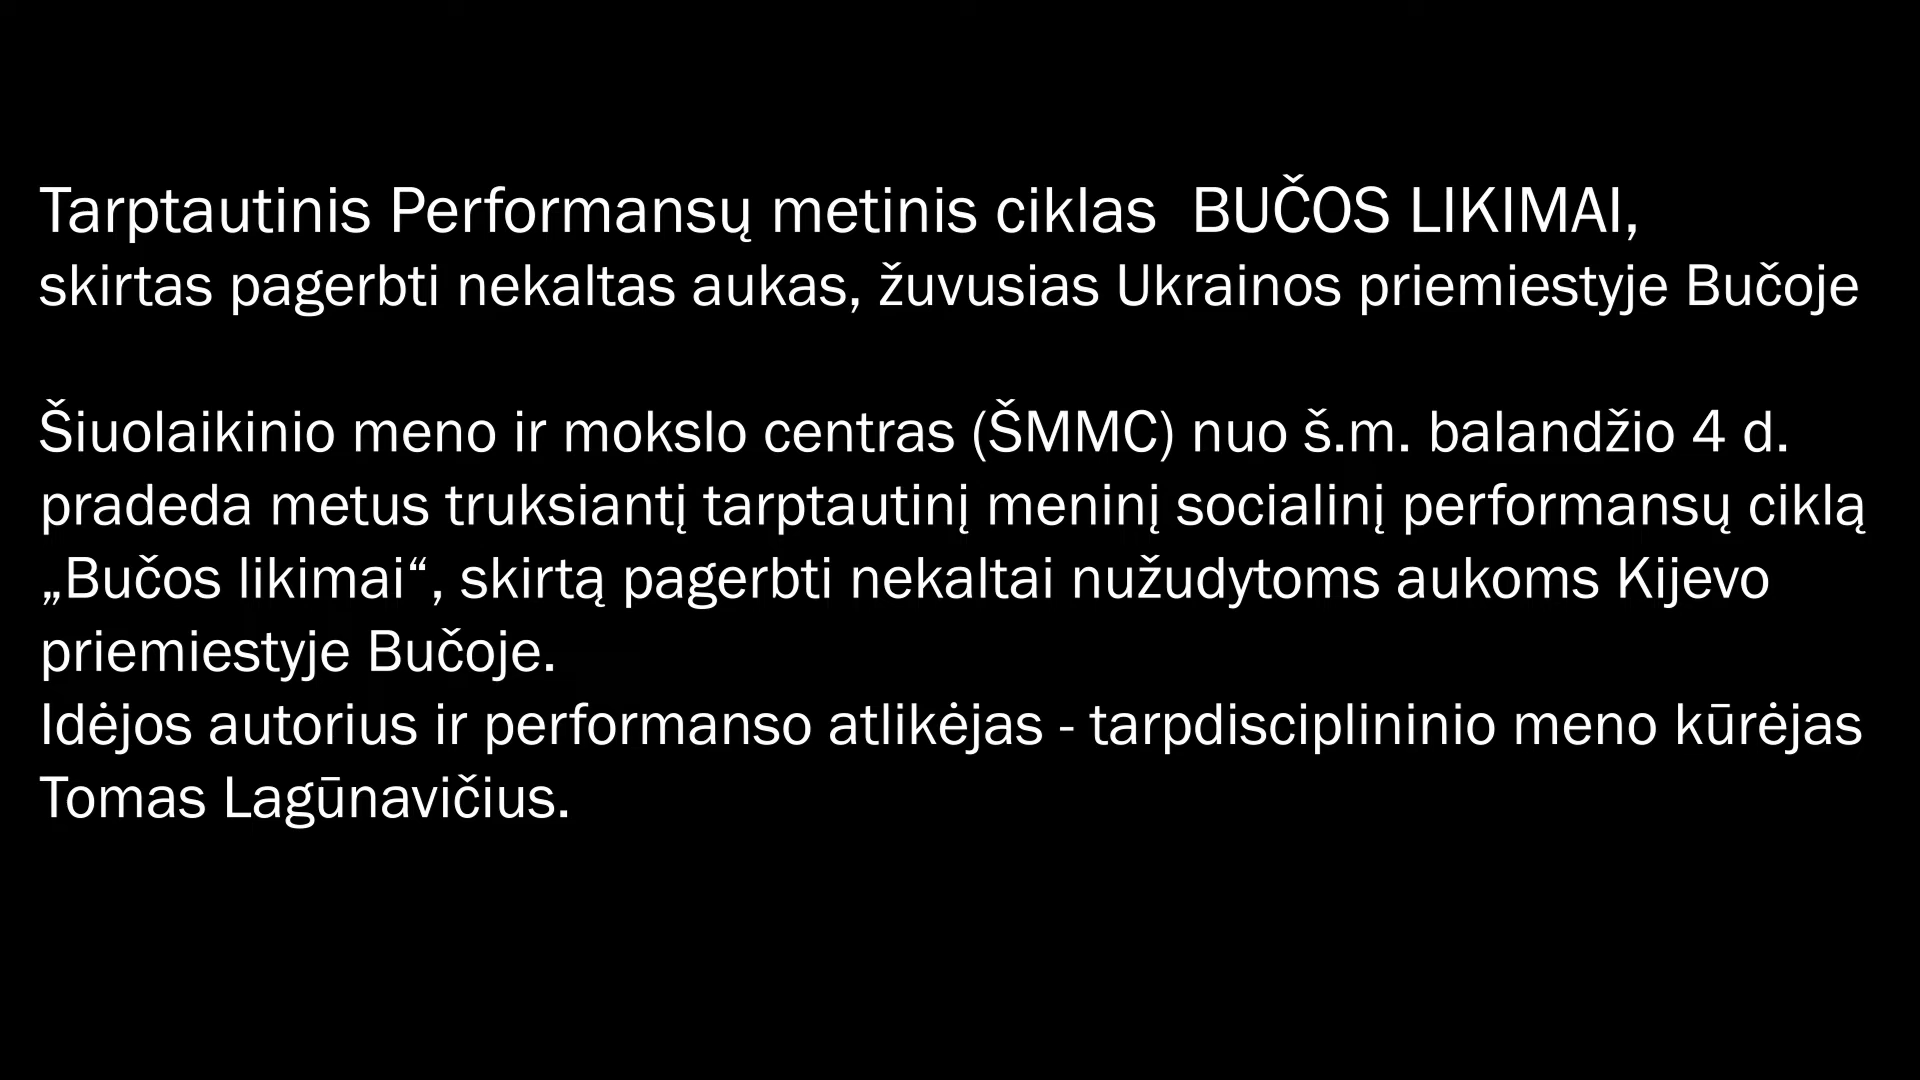 Tarptautinis Performansų metinis ciklas  BUČOS LIKIMAI,
skirtas pagerbti nekaltas aukas, žuvusias Ukrainos priemiestyje Bučoje
Šiuolaikinio meno ir mokslo centras (ŠMMC) nuo š.m. balandžio 4 d.
pradeda metus truksiantį tarptautinį meninį socialinį performansų ciklą
„Bučos likimai“, skirtą pagerbti nekaltai nužudytoms aukoms Kijevo
priemiestyje Bučoje.
Idėjos autorius ir performanso atlikėjas - tarpdisciplininio meno kūrėjas
Tomas Lagūnavičius.